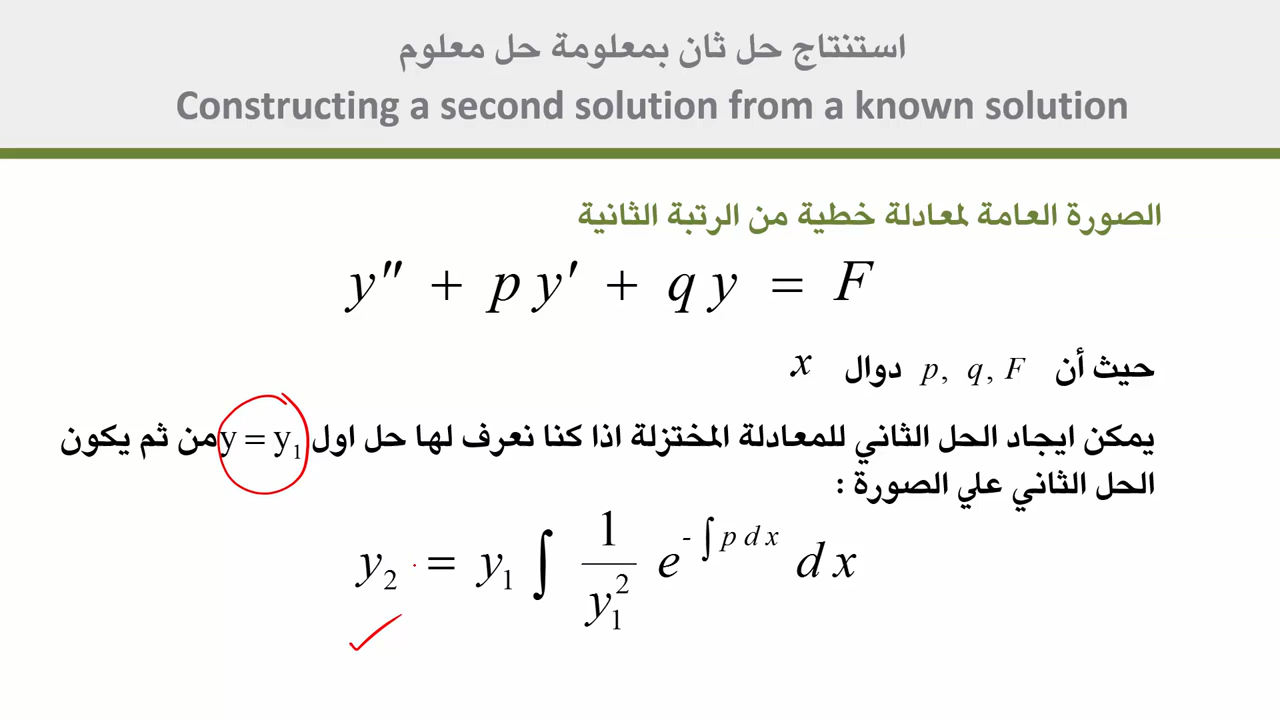 استنتاج حل ثان بمعلومة حل معلوم
Constructing a second solution from a known solution
الصورة العامة لمعادلة خطية من الرتبة الثانية
y″ + p y′ + q y = F
حيث أن p, q, F دوال x
يمكن ايجاد الحل الثاني للمعادلة المختزلة اذا كنا نعرف لها حل اول y = y₁ من ثم يكون
الحل الثاني علي الصورة :
y₂ = y₁ ∫ 1/y₁² e^(-∫ p dx) dx